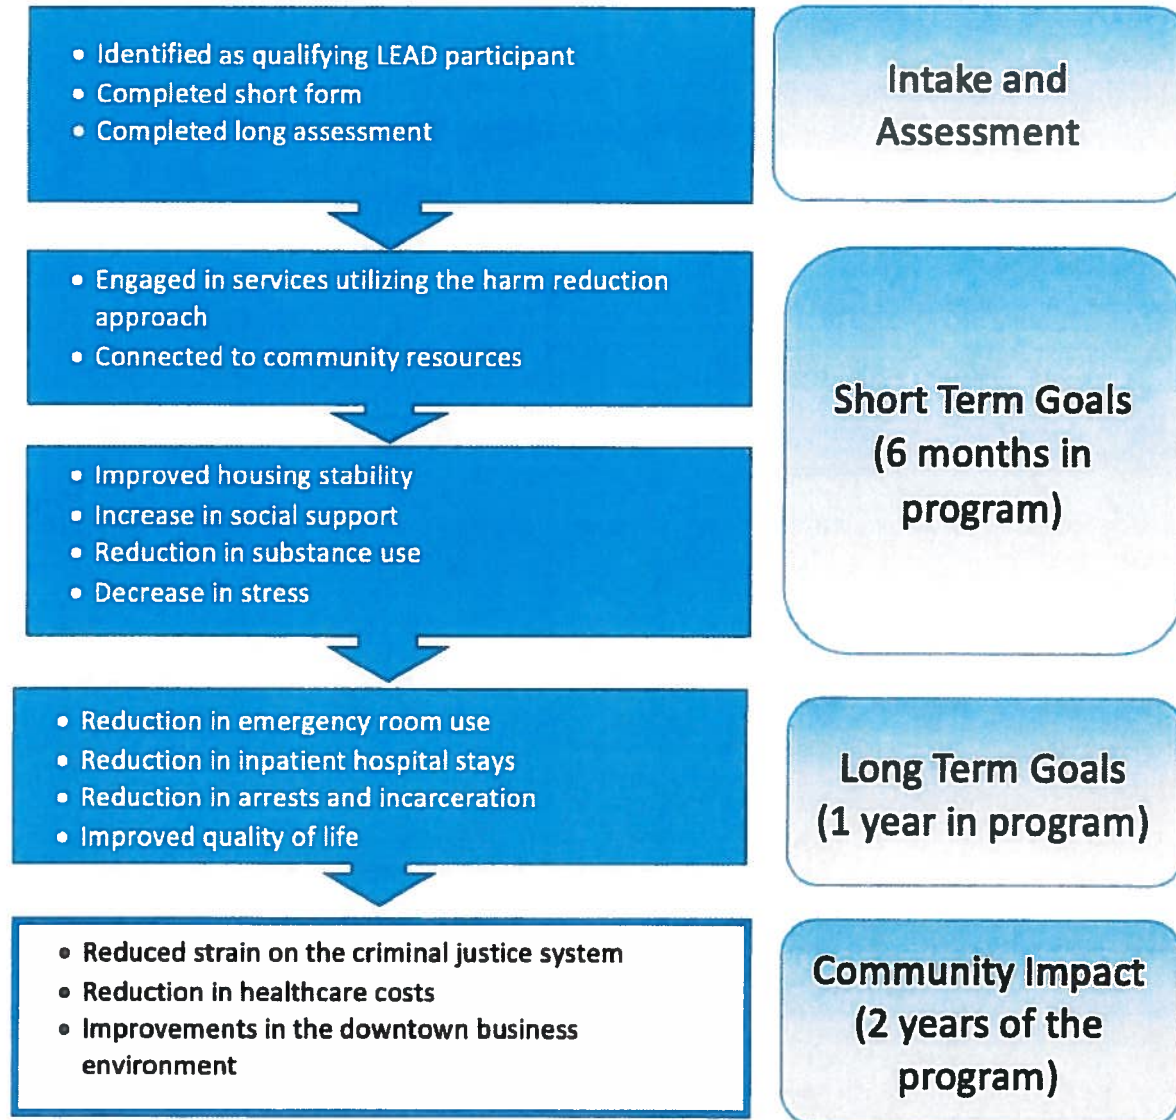 • Identified as qualifying LEAD participant
• Completed short form
• Completed long assessment
Intake and
Assessment
• Engaged in services utilizing the harm reduction
approach
• Connected to community resources
• Improved housing stability
• Increase in social support
• Reduction in substance use
• Decrease in stress
Short Term Goals
(6 months in
program)
• Reduction in emergency room use
• Reduction in inpatient hospital stays
• Reduction in arrests and incarceration
• Improved quality of life
Long Term Goals
(1 year in program)
• Reduced strain on the criminal justice system
• Reduction in healthcare costs
• Improvements in the downtown business
environment
Community Impact
(2 years of the
program)